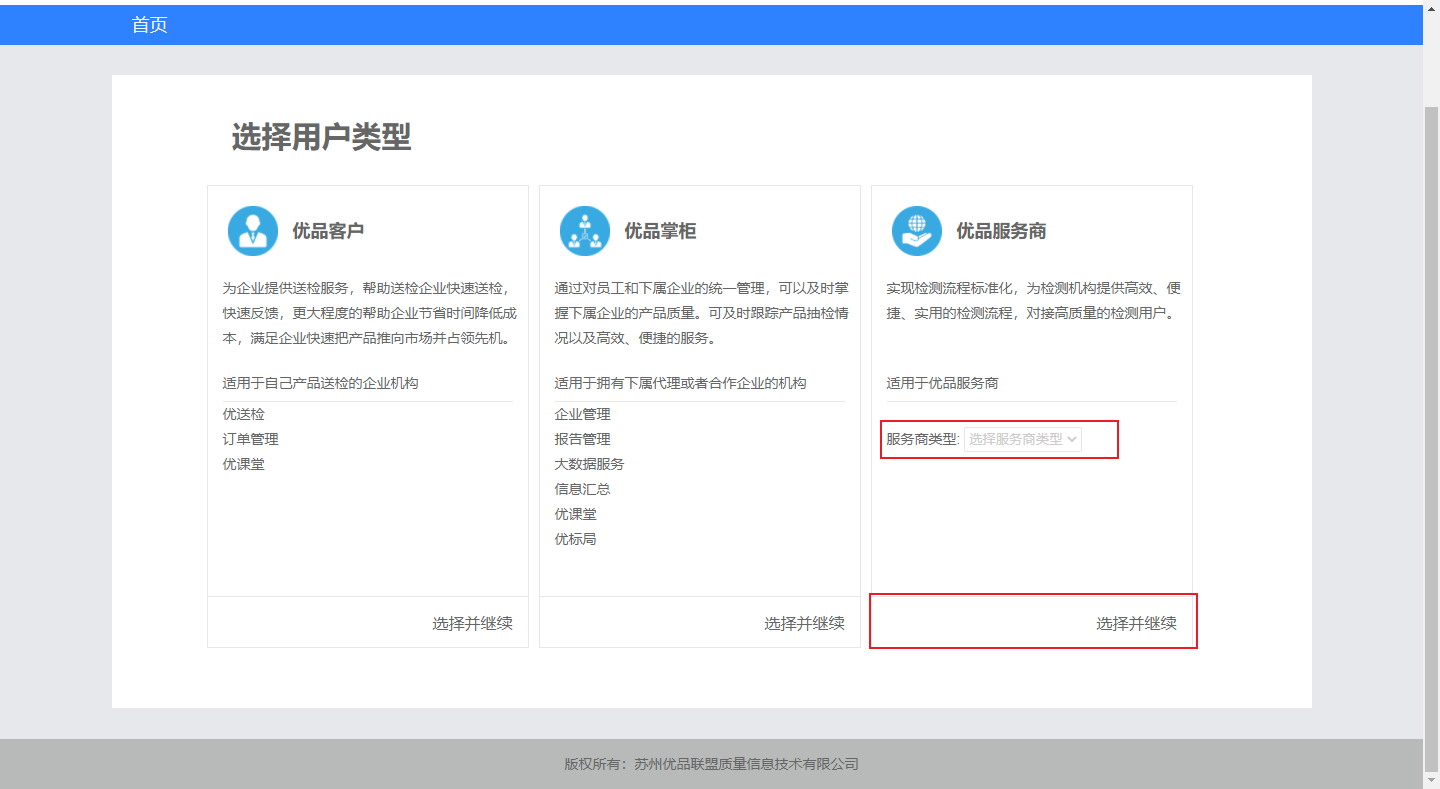 首页
选择用户类型
优品客户
为企业提供送检服务，帮助送检企业快速送检，
快速反馈，更大程度的帮助企业节省时间降低成
本，满足企业快速把产品推向市场并占领先机。
适用于自己产品送检的企业机构
优送检
订单管理
优课堂
选择并继续
优品掌柜
通过对员工和下属企业的统一管理，可以及时掌
握下属企业的产品质量。可及时跟踪产品抽检情
况以及高效、便捷的服务。
适用于拥有下属代理或者合作企业的机构
企业管理
报告管理
大数据服务
信息汇总
优课堂
优标局
选择并继续
优品服务商
实现检测流程标准化，为检测机构提供高效、便
捷、实用的检测流程，对接高质量的检测用户。
适用于优品服务商
服务商类型: 选择服务商类型
选择并继续
版权所有：苏州优品联盟质量信息技术有限公司